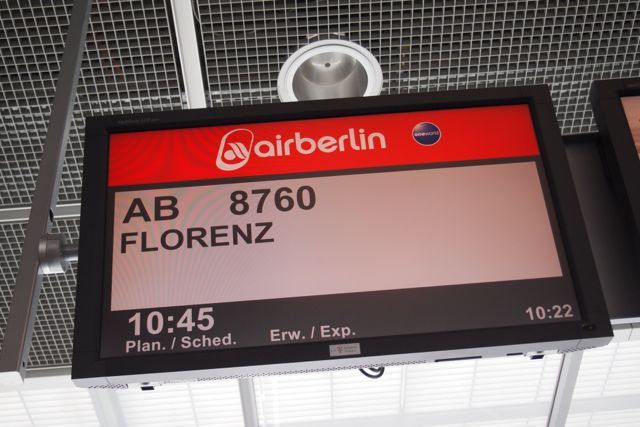 airberlin oneworld
AB 8760
FLORENZ
10:45
Plan. / Sched. Erw. / Exp. 10:22